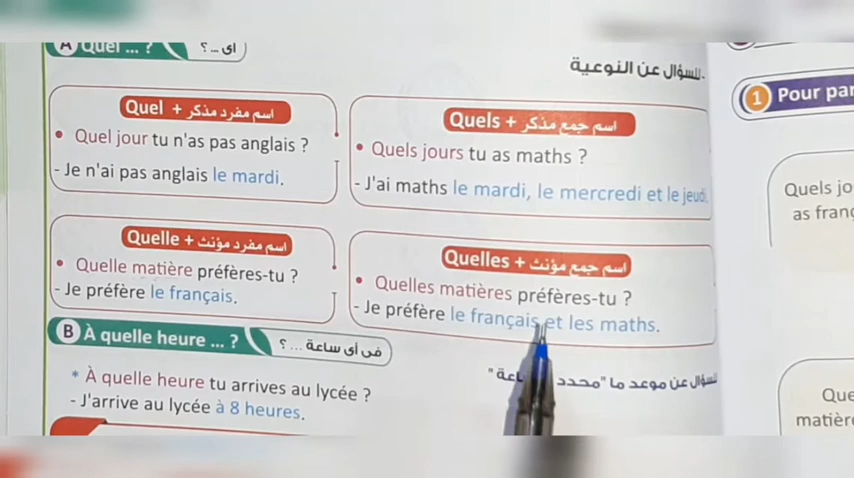 A Quel ... ?
أى ... ؟
للسؤال عن النوعية.
Quel + اسم مفرد مذكر
• Quel jour tu n'as pas anglais ?
- Je n'ai pas anglais le mardi.
Quels + اسم جمع مذكر
• Quels jours tu as maths ?
- J'ai maths le mardi, le mercredi et le jeudi.
Quelle + اسم مفرد مؤنث
• Quelle matière préfères-tu ?
- Je préfère le français.
Quelles + اسم جمع مؤنث
• Quelles matières préfères-tu ?
- Je préfère le français et les maths.
B À quelle heure ... ?
فى أى ساعة ... ؟
للسؤال عن موعد ما "محدد
* À quelle heure tu arrives au lycée ?
- J'arrive au lycée à 8 heures.
1 Pour par
Quels jo
as franç
Que
matièr